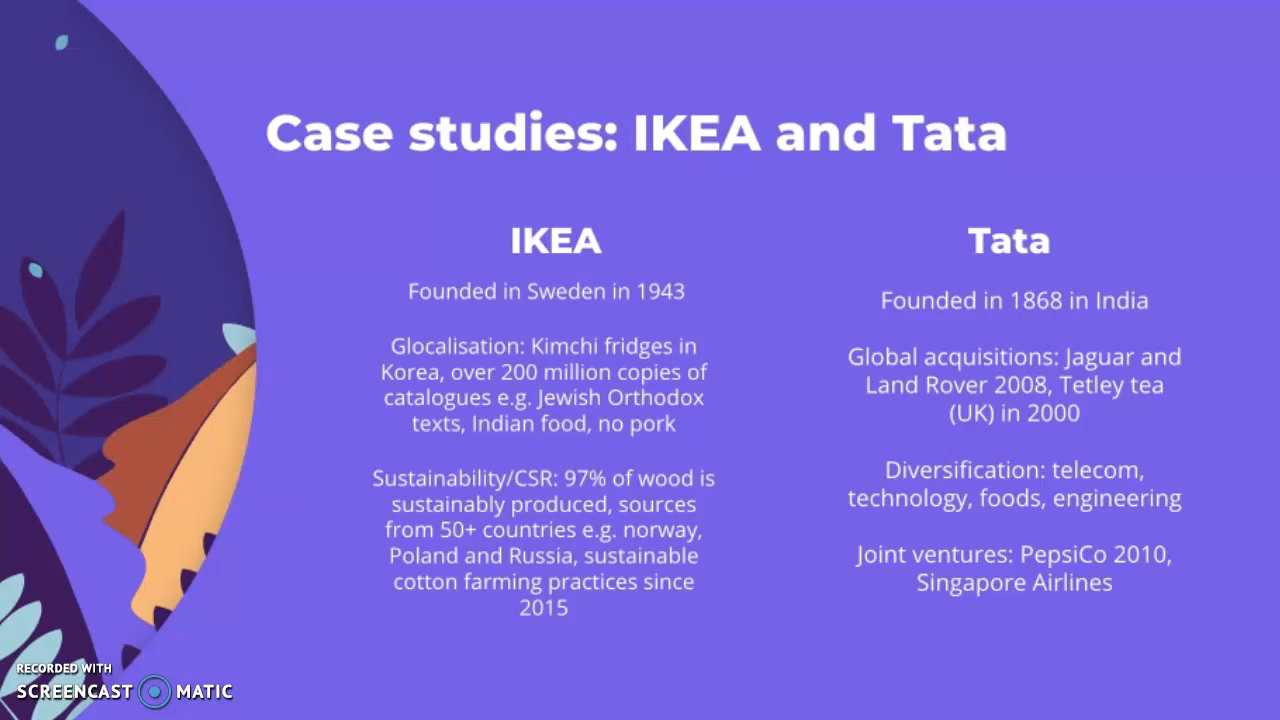 Case studies: IKEA and Tata
IKEA
Founded in Sweden in 1943
Glocalisation: Kimchi fridges in
Korea, over 200 million copies of
catalogues e.g. Jewish Orthodox
texts, Indian food, no pork
Sustainability/CSR: 97% of wood is
sustainably produced, sources
from 50+ countries e.g. norway,
Poland and Russia, sustainable
cotton farming practices since
2015
Tata
Founded in 1868 in India
Global acquisitions: Jaguar and
Land Rover 2008, Tetley tea
(UK) in 2000
Diversification: telecom,
technology, foods, engineering
Joint ventures: PepsiCo 2010,
Singapore Airlines
RECORDED WITH
SCREENCAST MATIC